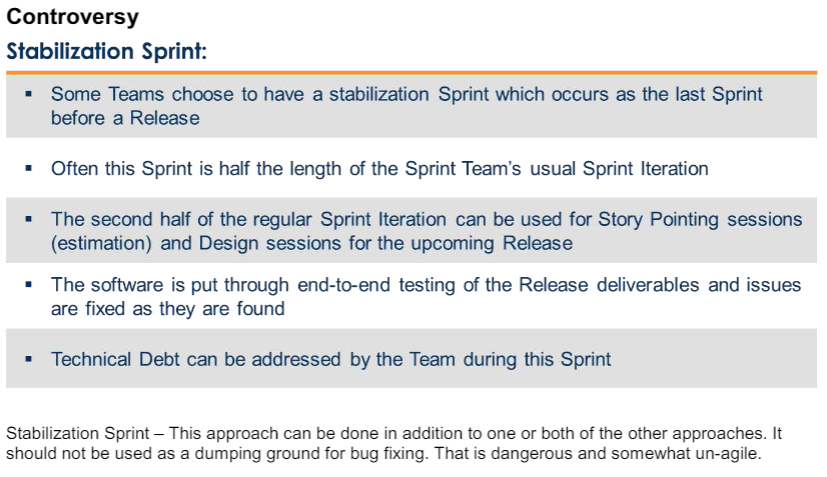 Controversy
Stabilization Sprint:
▪ Some Teams choose to have a stabilization Sprint which occurs as the last Sprint
before a Release
▪ Often this Sprint is half the length of the Sprint Team's usual Sprint Iteration
▪ The second half of the regular Sprint Iteration can be used for Story Pointing sessions
(estimation) and Design sessions for the upcoming Release
▪ The software is put through end-to-end testing of the Release deliverables and issues
are fixed as they are found
▪ Technical Debt can be addressed by the Team during this Sprint
Stabilization Sprint – This approach can be done in addition to one or both of the other approaches. It
should not be used as a dumping ground for bug fixing. That is dangerous and somewhat un-agile.